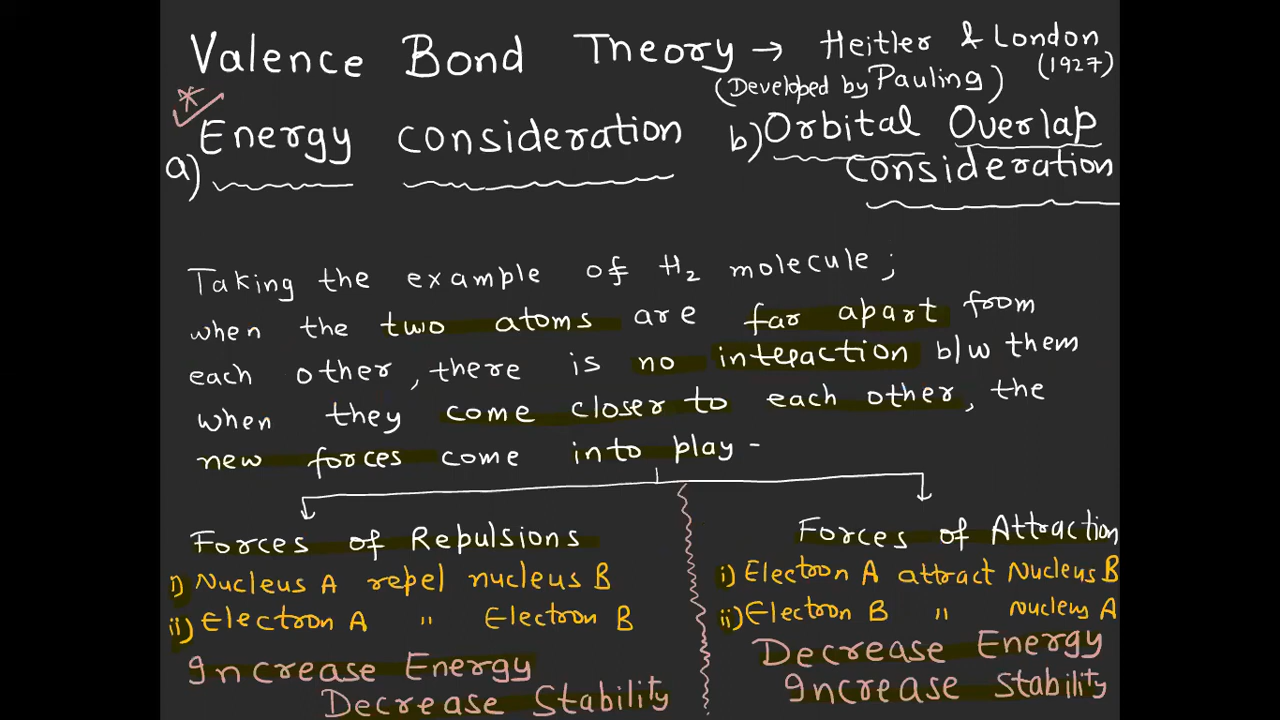 Valence Bond Theory → Heitler & London
(Developed by Pauling) (1927)
* a) Energy consideration
b) Orbital Overlap
Consideration
Taking the example of H₂ molecule ;
when the two atoms are far apart from
each other, there is no interaction b/w them
when they come closer to each other, the
new forces come into play -
Forces of Repulsions
i) Nucleus A repel nucleus B
ii) Electron A " Electron B
Increase Energy
Decrease Stability
Forces of Attraction
i) Electron A attract Nucleus B
ii) Electron B " nucleus A
Decrease Energy
Increase Stability